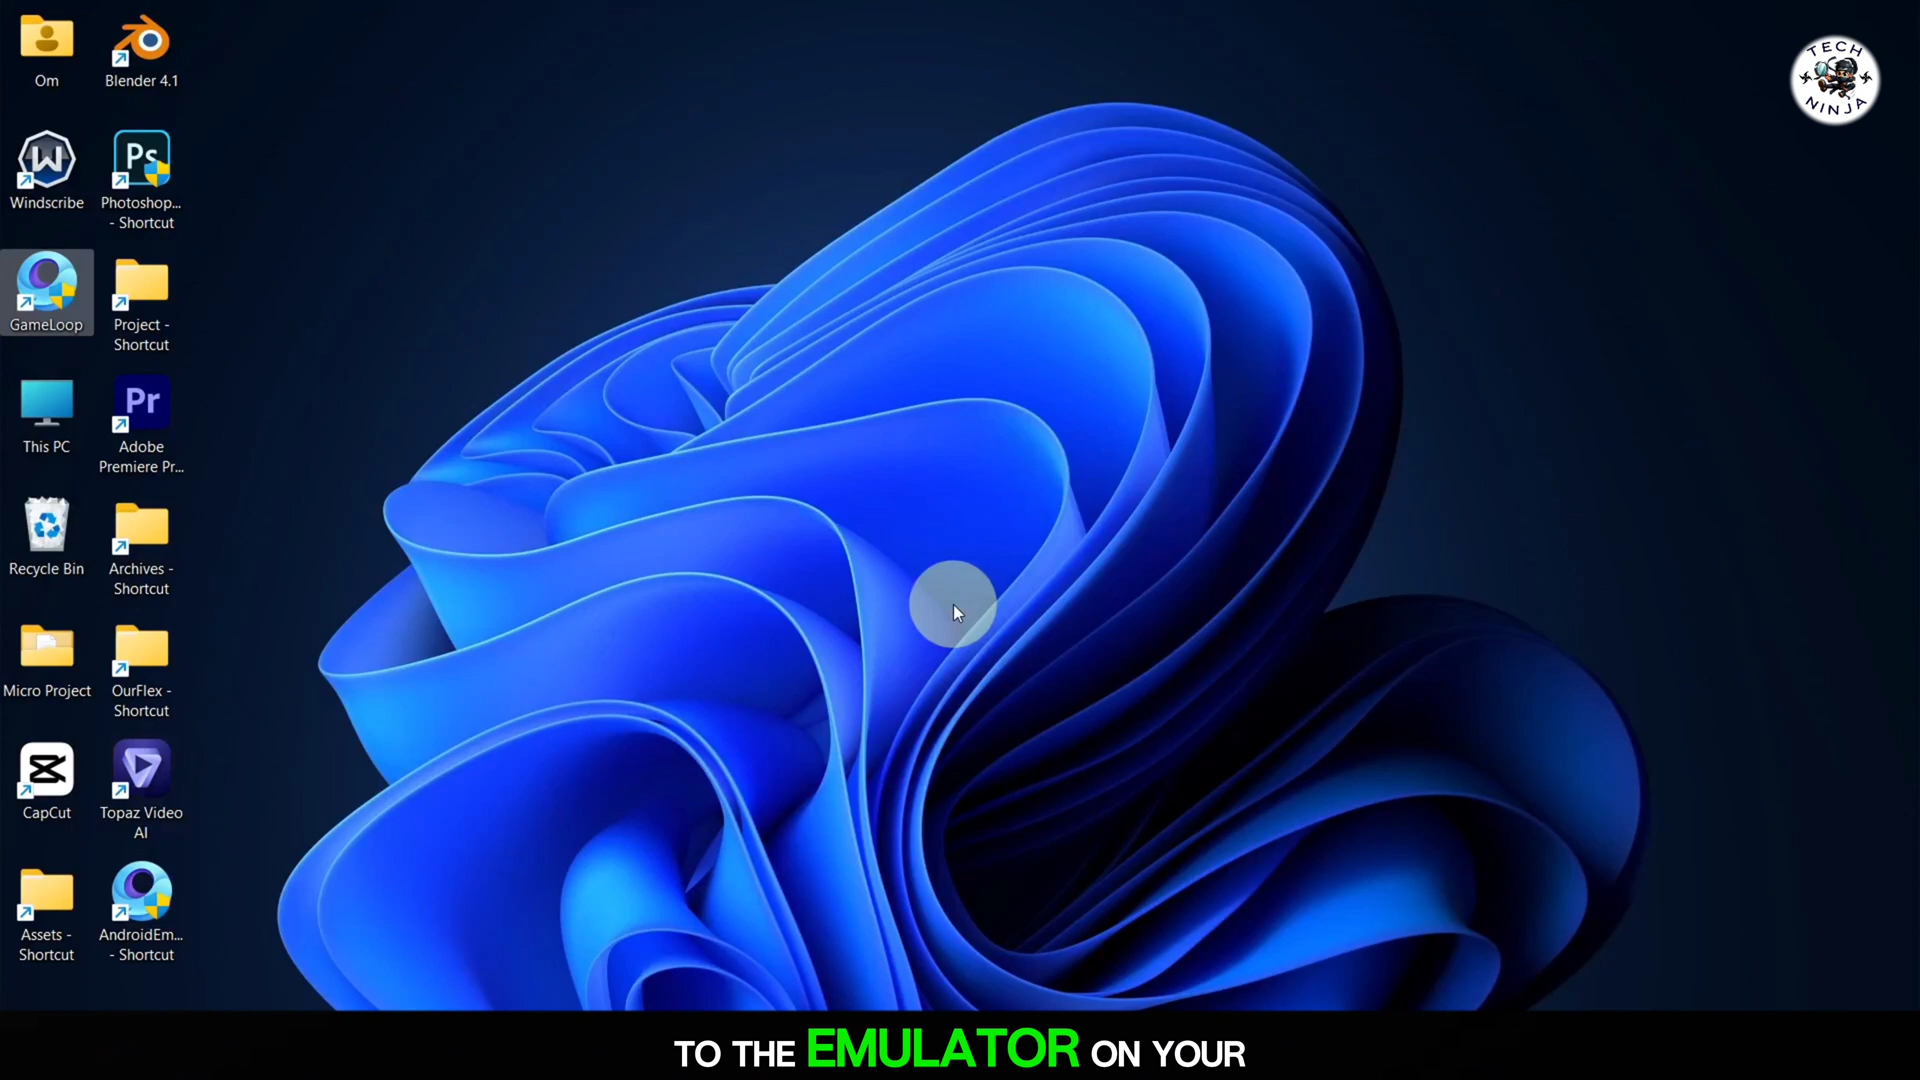 Om
Blender 4.1
Windscribe
Photoshop...
- Shortcut
GameLoop
Project -
Shortcut
This PC
Adobe
Premiere Pr...
Recycle Bin
Archives -
Shortcut
Micro Project
OurFlex -
Shortcut
CapCut
Topaz Video
AI
Assets -
Shortcut
AndroidEm...
- Shortcut
W
Ps
Pr
TECH
NINJA
TO THE EMULATOR ON YOUR